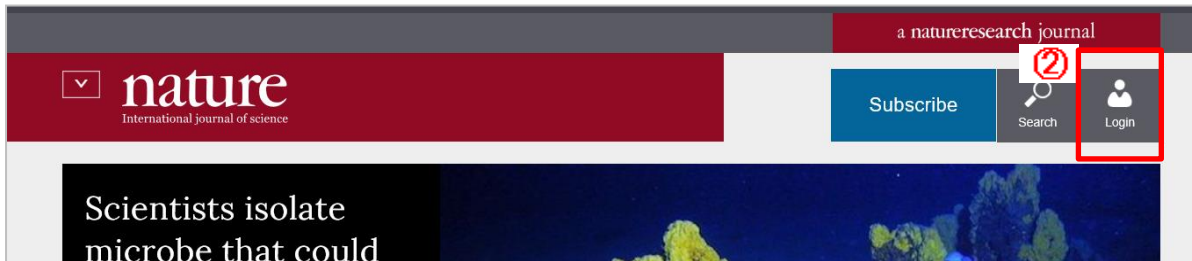 a natureresearch journal
②
nature
International journal of science
Subscribe
Search
Login
Scientists isolate
microbe that could